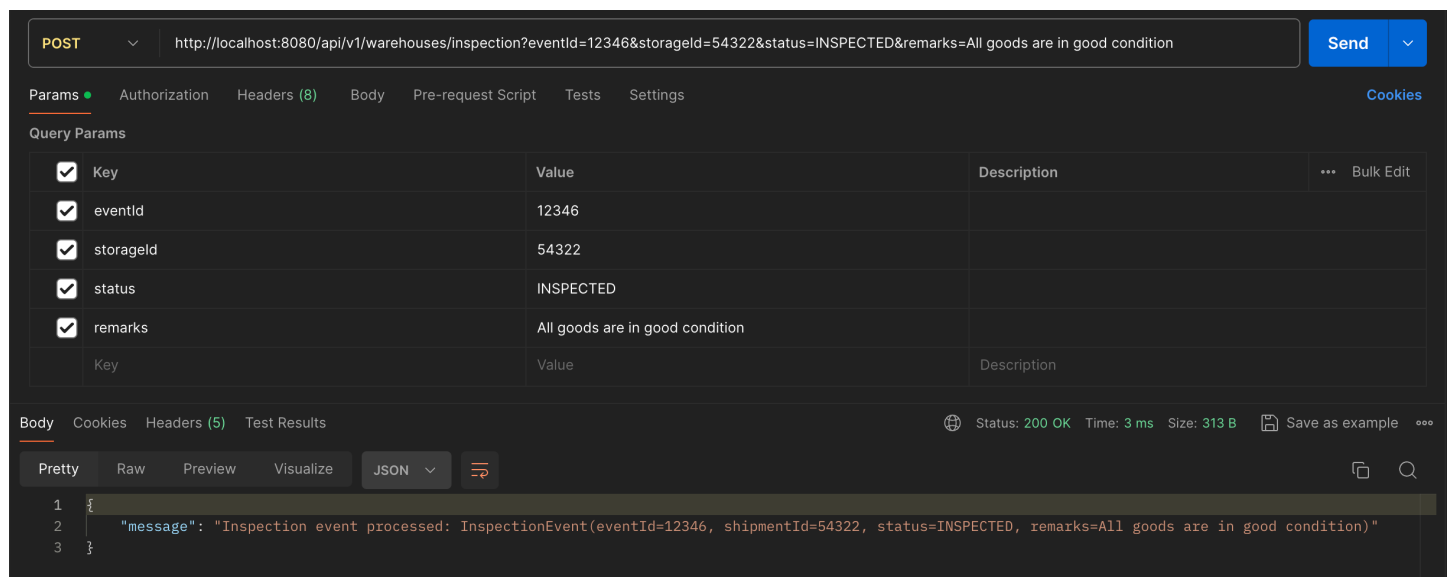 POST http://localhost:8080/api/v1/warehouses/inspection?eventId=12346&storageId=54322&status=INSPECTED&remarks=All goods are in good condition Send
Params Authorization Headers (8) Body Pre-request Script Tests Settings Cookies
Query Params
Key Value Description Bulk Edit
eventId 12346
storageId 54322
status INSPECTED
remarks All goods are in good condition
Key Value Description
Body Cookies Headers (5) Test Results Status: 200 OK Time: 3 ms Size: 313 B Save as example
Pretty Raw Preview Visualize JSON
1 {
2 "message": "Inspection event processed: InspectionEvent(eventId=12346, shipmentId=54322, status=INSPECTED, remarks=All goods are in good condition)"
3 }